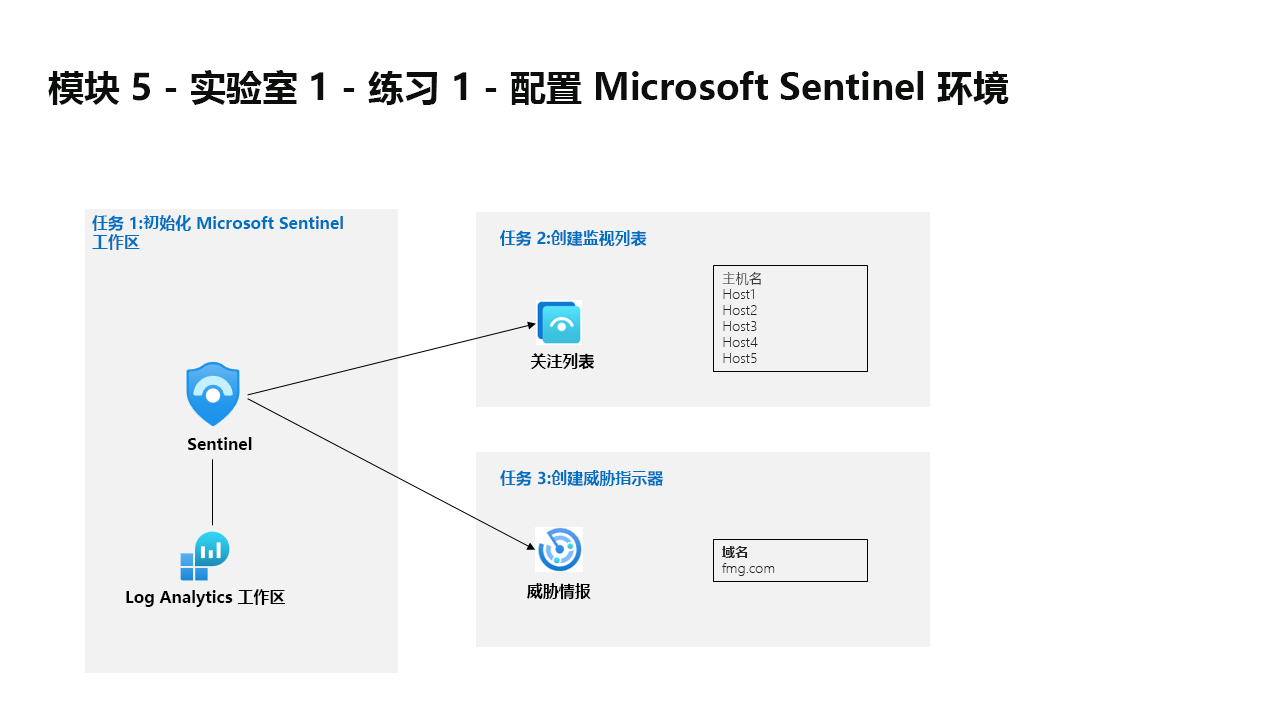 模块 5 - 实验室 1 - 练习 1 - 配置 Microsoft Sentinel 环境
任务 1:初始化 Microsoft Sentinel
工作区
Sentinel
Log Analytics 工作区
任务 2:创建监视列表
关注列表
主机名
Host1
Host2
Host3
Host4
Host5
任务 3:创建威胁指示器
威胁情报
域名
fmg.com